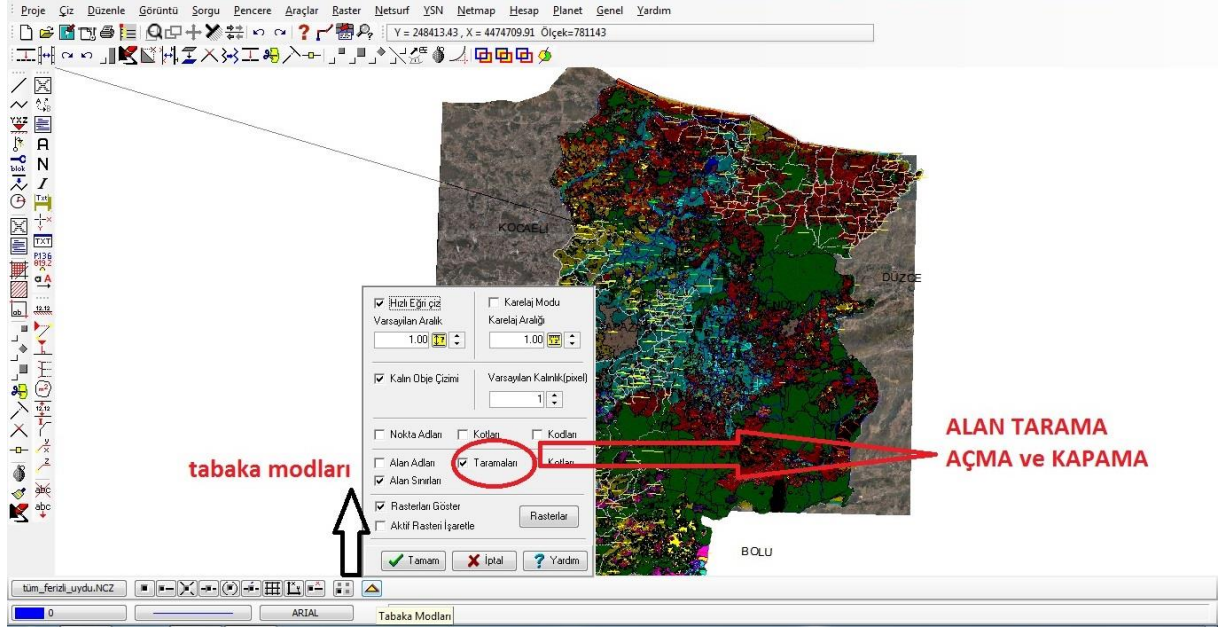 Proje Çiz Düzenle Görüntü Sorgu Pencere Araçlar Raster Netsurf YSN Netmap Hesap Planet Genel Yardım
Y = 248413.43 , X = 4474709.91 Ölçek=781143
KOCAELİ
DÜZCE
BOLU
Hızlı Eğri çiz
Karelaj Modu
Varsayılan Aralık
Karelaj Aralığı
1.00
1.00
Kalın Obje Çizimi
Varsayılan Kalınlık(pixel)
1
Nokta Adları Kotları Kodları
Alan Adları Taramaları Kotları
Alan Sınırları
Rasterları Göster
Aktif Rasteri İşaretle
Rasterlar
Tamam İptal Yardım
tabaka modları
ALAN TARAMA
AÇMA ve KAPAMA
tüm_ferizli_uydu.NCZ
0
ARIAL
Tabaka Modları